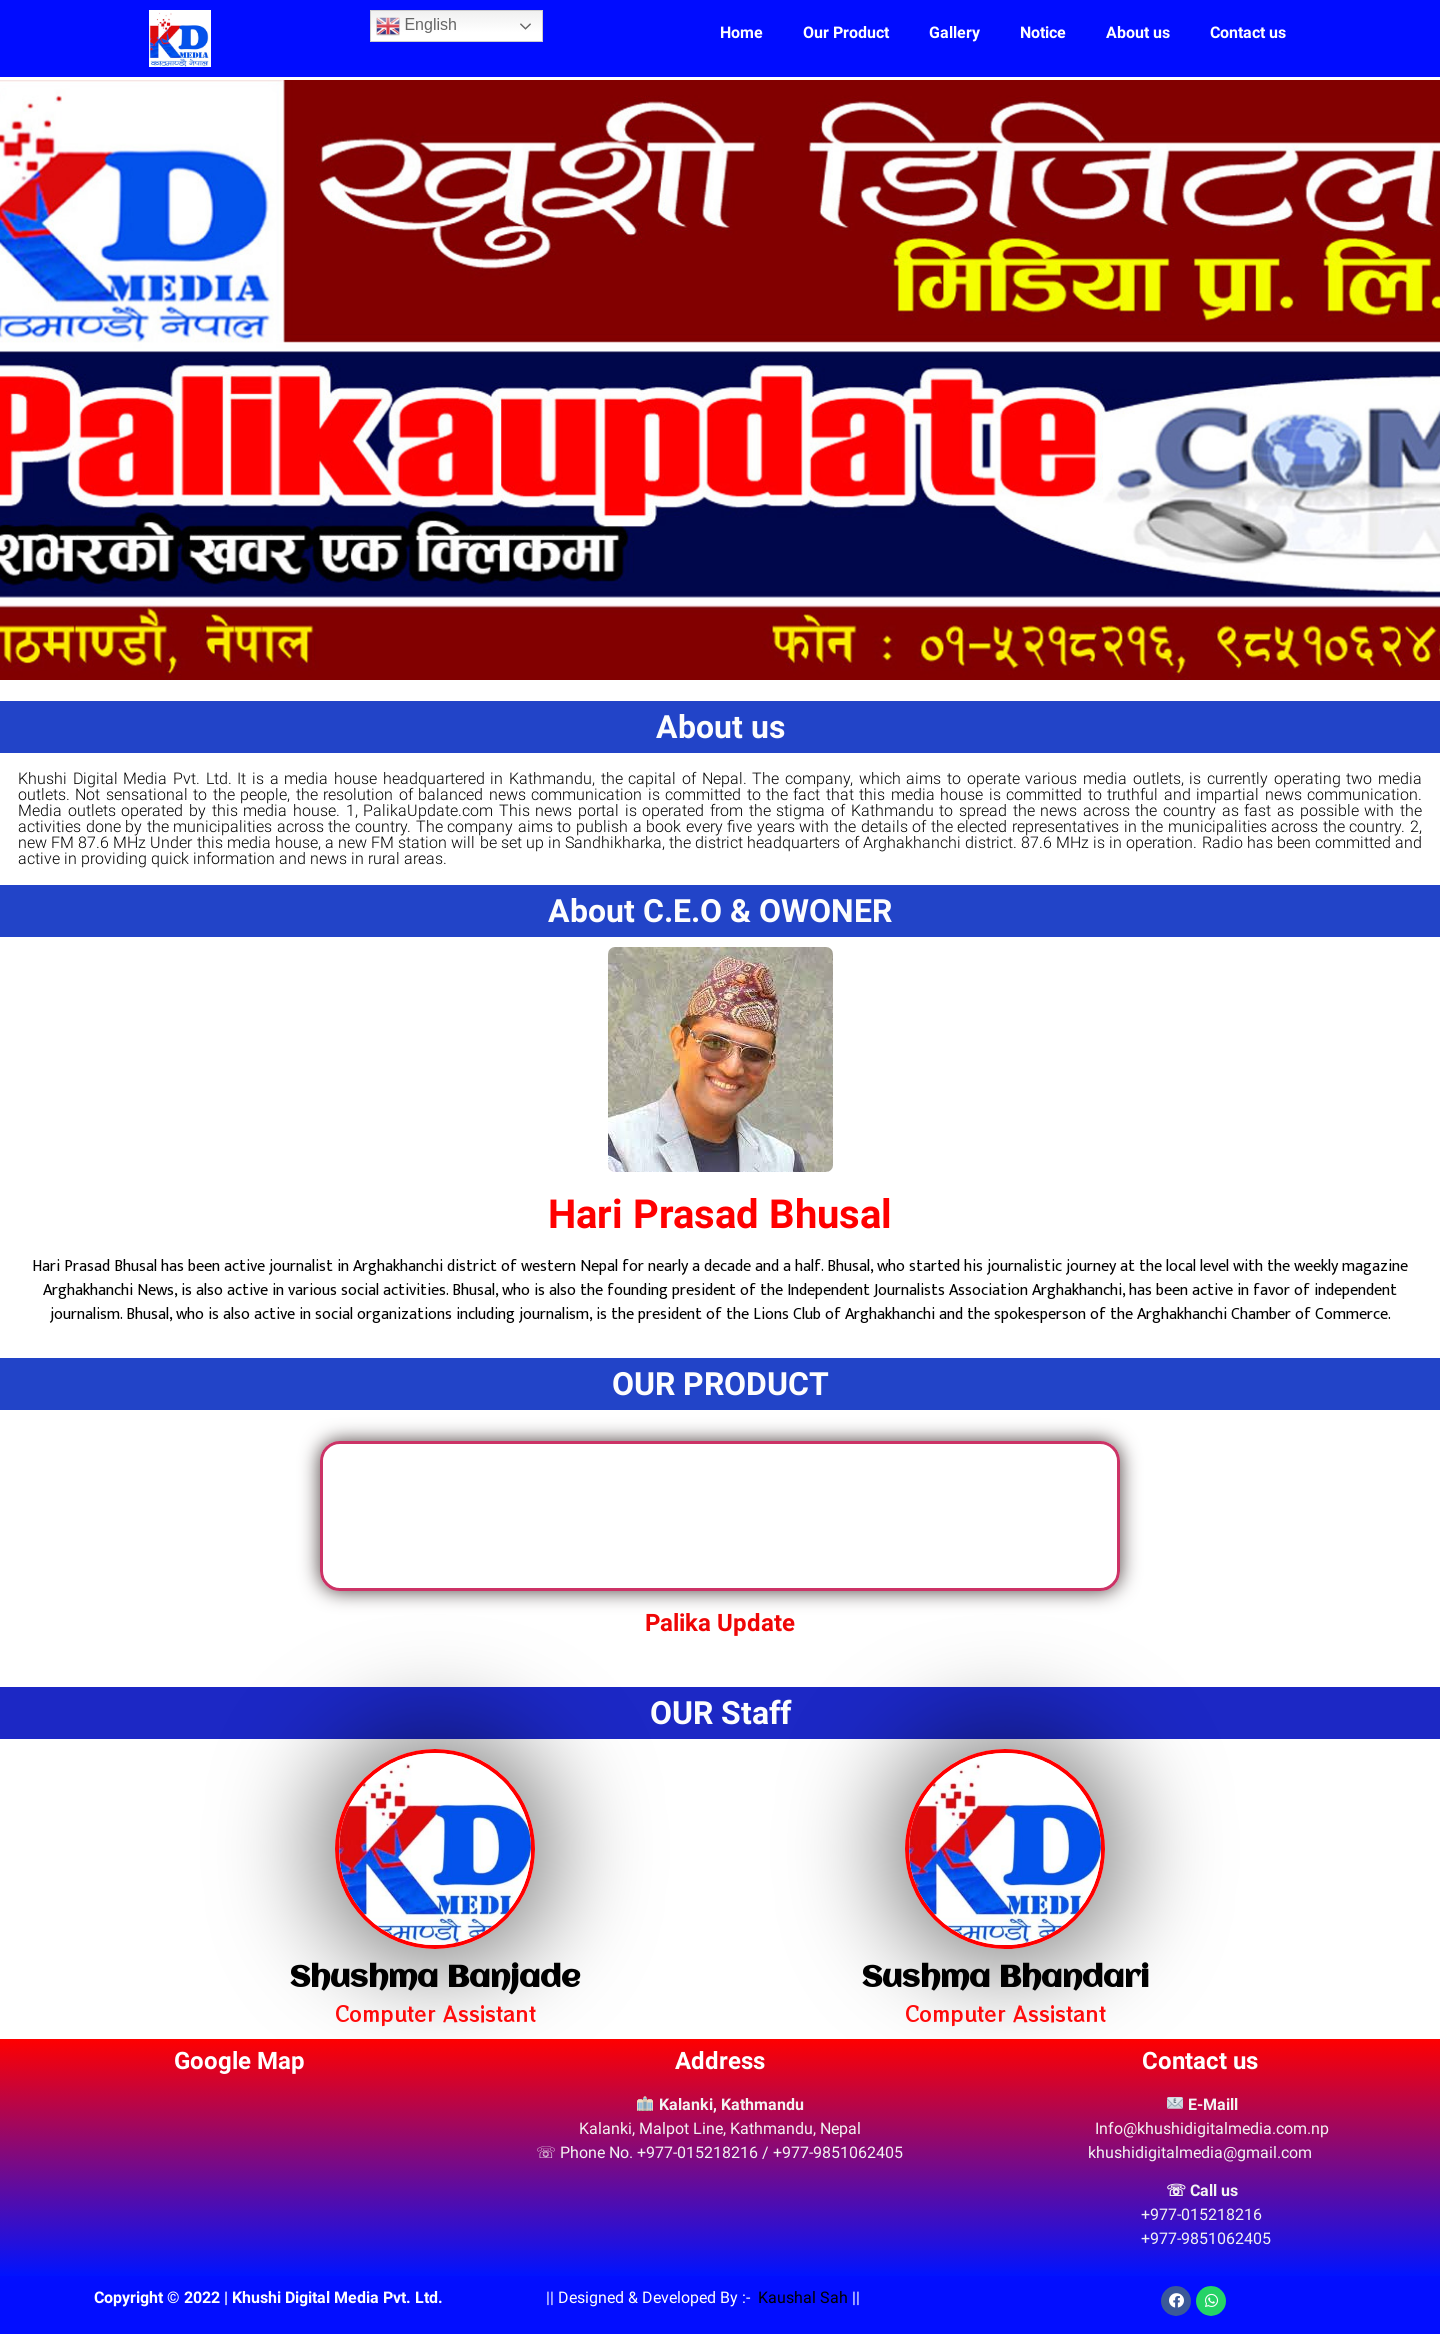 KD
MEDIA
काठमाण्डौ नेपाल
English
Home
Our Product
Gallery
Notice
About us
Contact us
खुशी डिजिटल
मिडिया प्रा. लि.
KD
MEDIA
ाठमाण्डौ नेपाल
Palikaupdate.COM
शभरको खवर एक क्लिकमा
ाठमाण्डौ, नेपाल
फोन : ०१-५२१८२१६, ९८५१०६२४
About us
Khushi Digital Media Pvt. Ltd. It is a media house headquartered in Kathmandu, the capital of Nepal. The company, which aims to operate various media outlets, is currently operating two media
outlets. Not sensational to the people, the resolution of balanced news communication is committed to the fact that this media house is committed to truthful and impartial news communication.
Media outlets operated by this media house. 1, PalikaUpdate.com This news portal is operated from the stigma of Kathmandu to spread the news across the country as fast as possible with the
activities done by the municipalities across the country. The company aims to publish a book every five years with the details of the elected representatives in the municipalities across the country. 2,
new FM 87.6 MHz Under this media house, a new FM station will be set up in Sandhikharka, the district headquarters of Arghakhanchi district. 87.6 MHz is in operation. Radio has been committed and
active in providing quick information and news in rural areas.
About C.E.O & OWONER
Hari Prasad Bhusal
Hari Prasad Bhusal has been active journalist in Arghakhanchi district of western Nepal for nearly a decade and a half. Bhusal, who started his journalistic journey at the local level with the weekly magazine
Arghakhanchi News, is also active in various social activities. Bhusal, who is also the founding president of the Independent Journalists Association Arghakhanchi, has been active in favor of independent
journalism. Bhusal, who is also active in social organizations including journalism, is the president of the Lions Club of Arghakhanchi and the spokesperson of the Arghakhanchi Chamber of Commerce.
OUR PRODUCT
Palika Update
OUR Staff
KD
MEDI
ठमाण्डौ ने
KD
MEDI
ठमाण्डौ ने
Shushma Banjade
Computer Assistant
Sushma Bhandari
Computer Assistant
Google Map
Address
🏥 Kalanki, Kathmandu
Kalanki, Malpot Line, Kathmandu, Nepal
☏ Phone No. +977-015218216 / +977-9851062405
Contact us
📧 E-Maill
Info@khushidigitalmedia.com.np
khushidigitalmedia@gmail.com
☏ Call us
+977-015218216
+977-9851062405
Copyright © 2022 | Khushi Digital Media Pvt. Ltd.
|| Designed & Developed By :- Kaushal Sah ||